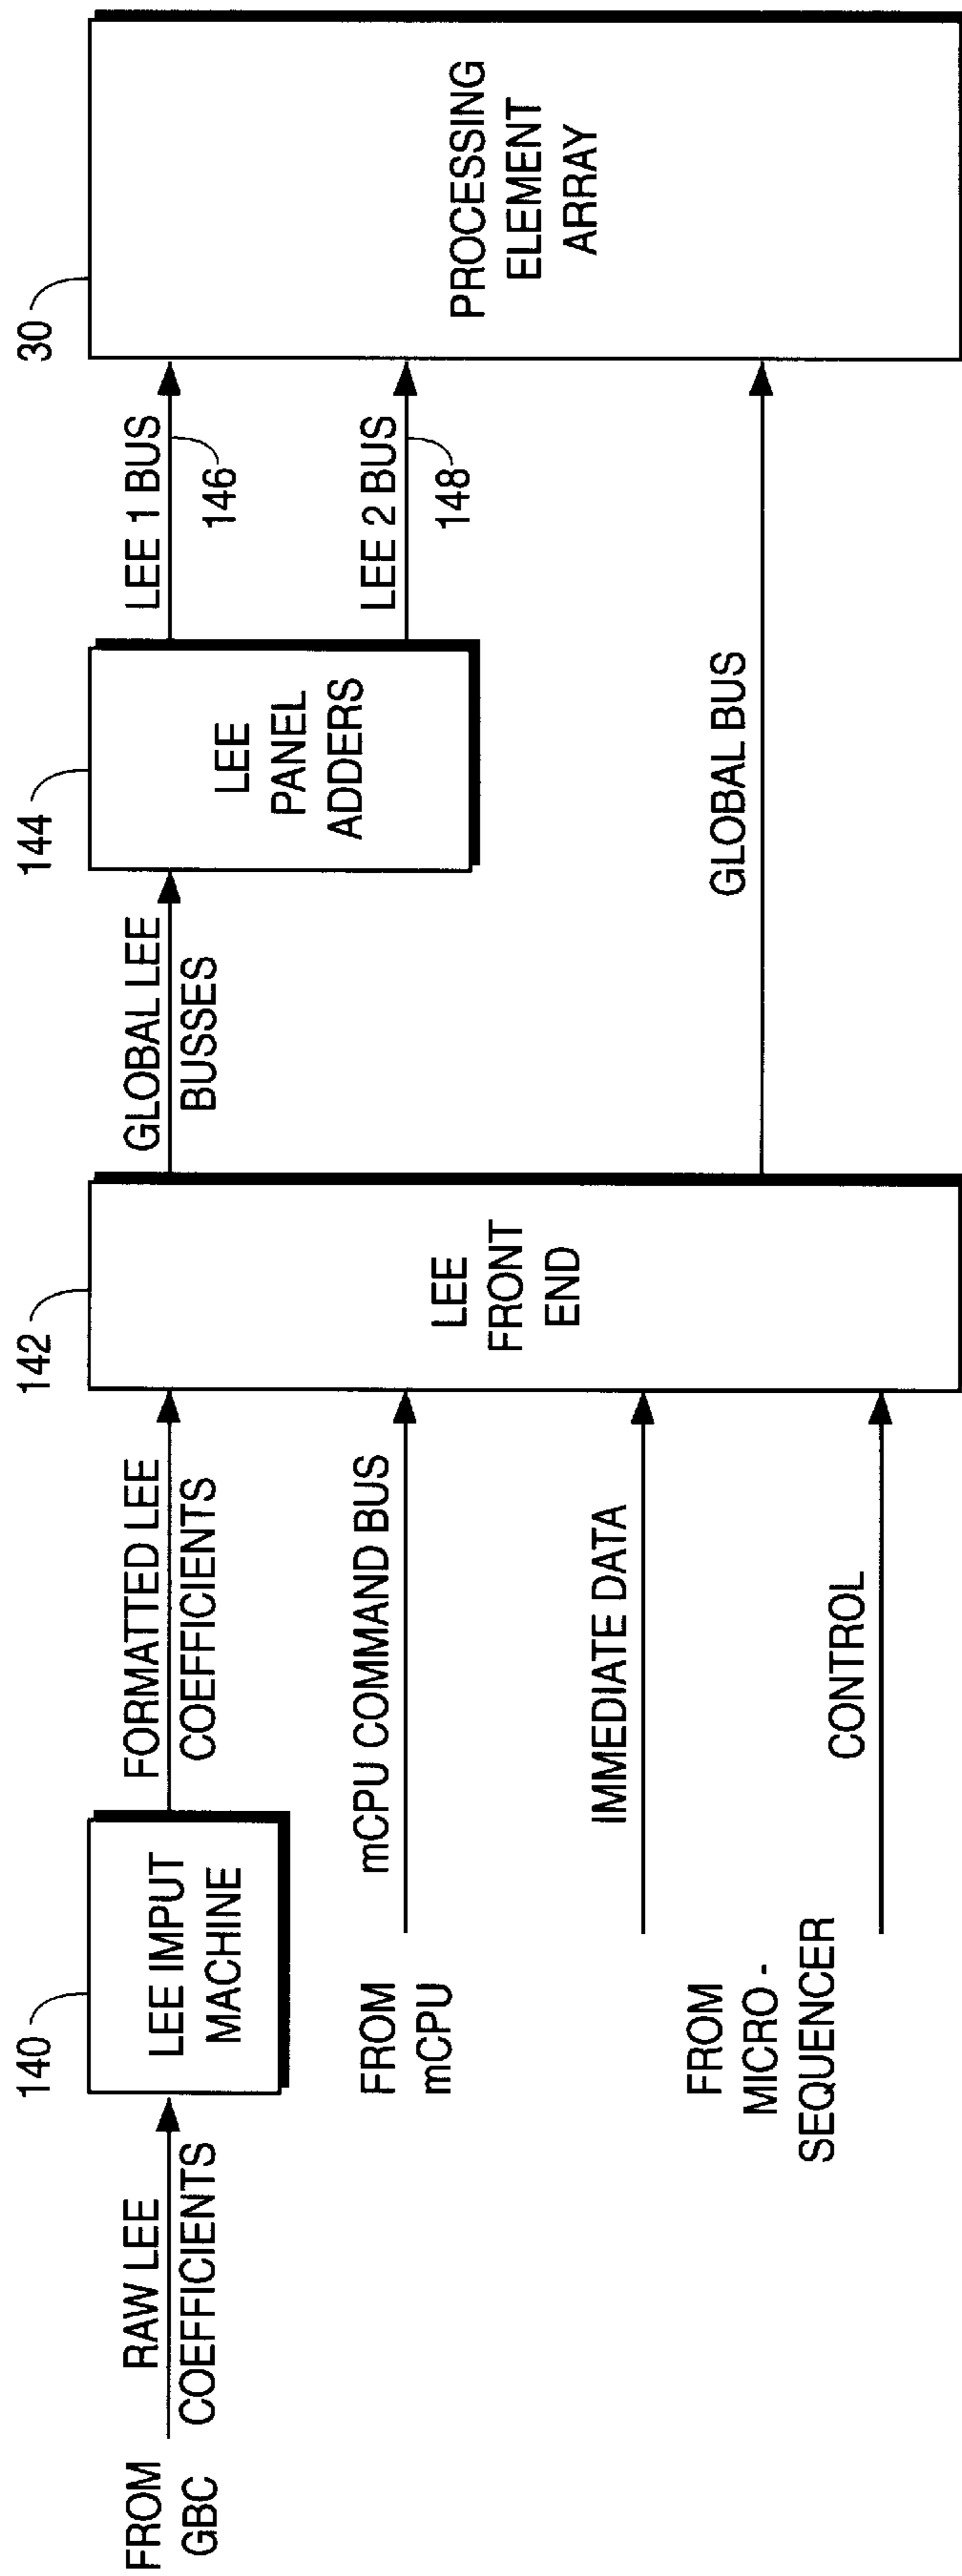 FROM
GBC
RAW LEE
COEFFICIENTS
140
LEE IMPUT
MACHINE
FORMATTED LEE
COEFFICIENTS
FROM
mCPU
mCPU COMMAND BUS
IMMEDIATE DATA
FROM
MICRO -
SEQUENCER
CONTROL
142
LEE
FRONT
END
GLOBAL LEE
BUSSES
144
LEE
PANEL
ADDERS
LEE 1 BUS
146
LEE 2 BUS
148
GLOBAL BUS
30
PROCESSING
ELEMENT
ARRAY